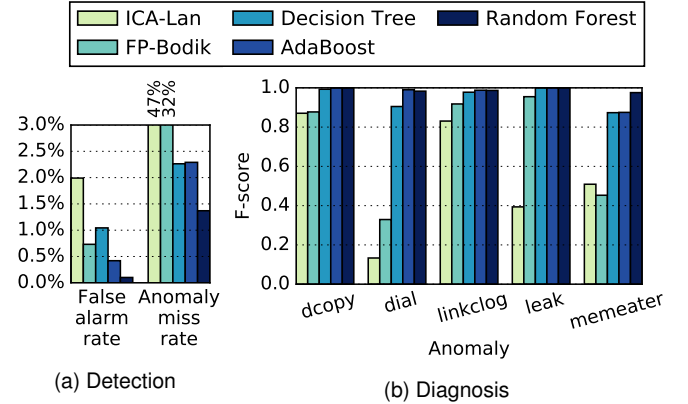 ICA-Lan
Decision Tree
Random Forest
FP-Bodik
AdaBoost
47%
32%
3.0%
2.5%
2.0%
1.5%
1.0%
0.5%
0.0%
False
alarm
rate
Anomaly
miss
rate
(a) Detection
F-score
1.0
0.8
0.6
0.4
0.2
0.0
dcopy
dial
linkclog
leak
memeater
Anomaly
(b) Diagnosis